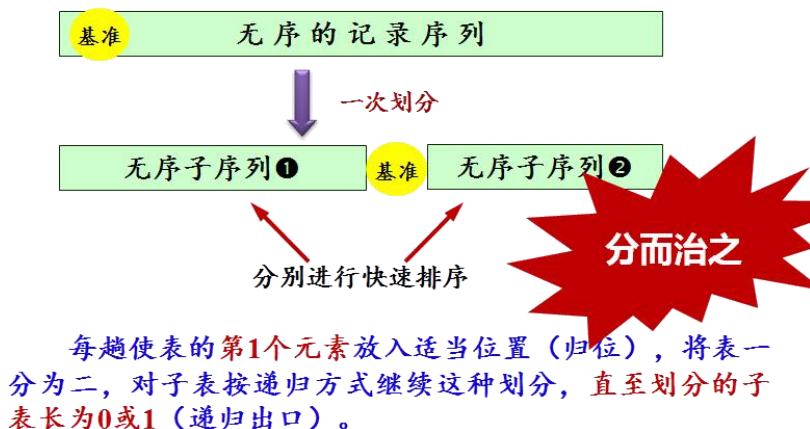 基准
无序的记录序列
一次划分
无序子序列❶
基准
无序子序列❷
分而治之
分别进行快速排序
每趟使表的第1个元素放入适当位置（归位），将表一
分为二，对子表按递归方式继续这种划分，直至划分的子
表长为0或1（递归出口）。